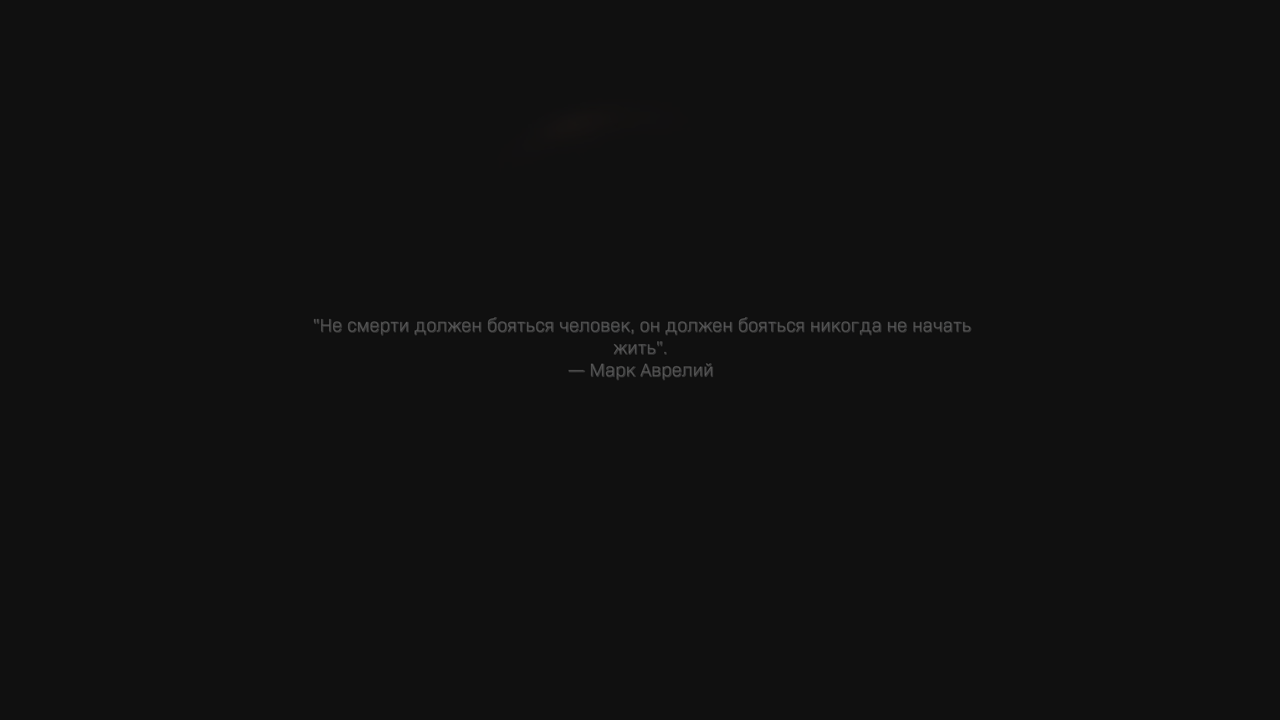 "Не смерти должен бояться человек, он должен бояться никогда не начать
жить".
— Марк Аврелий